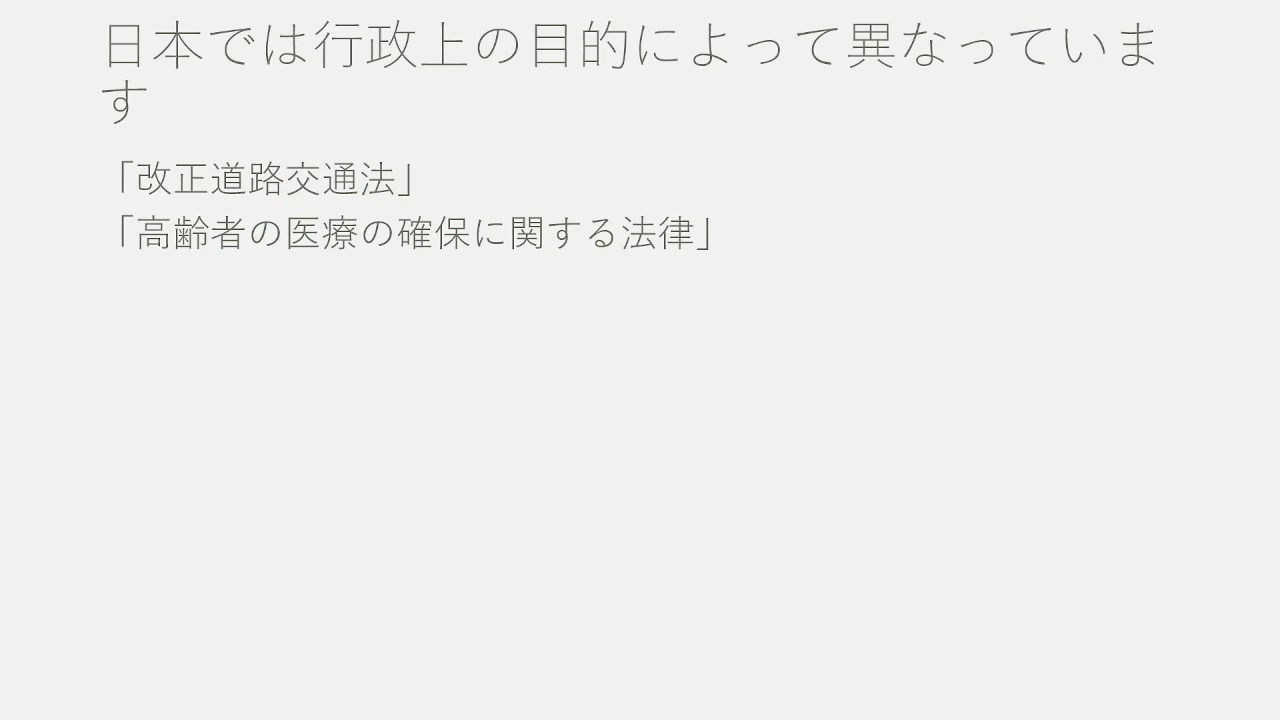 日本では行政上の目的によって異なっていま
す
「改正道路交通法」
「高齢者の医療の確保に関する法律」